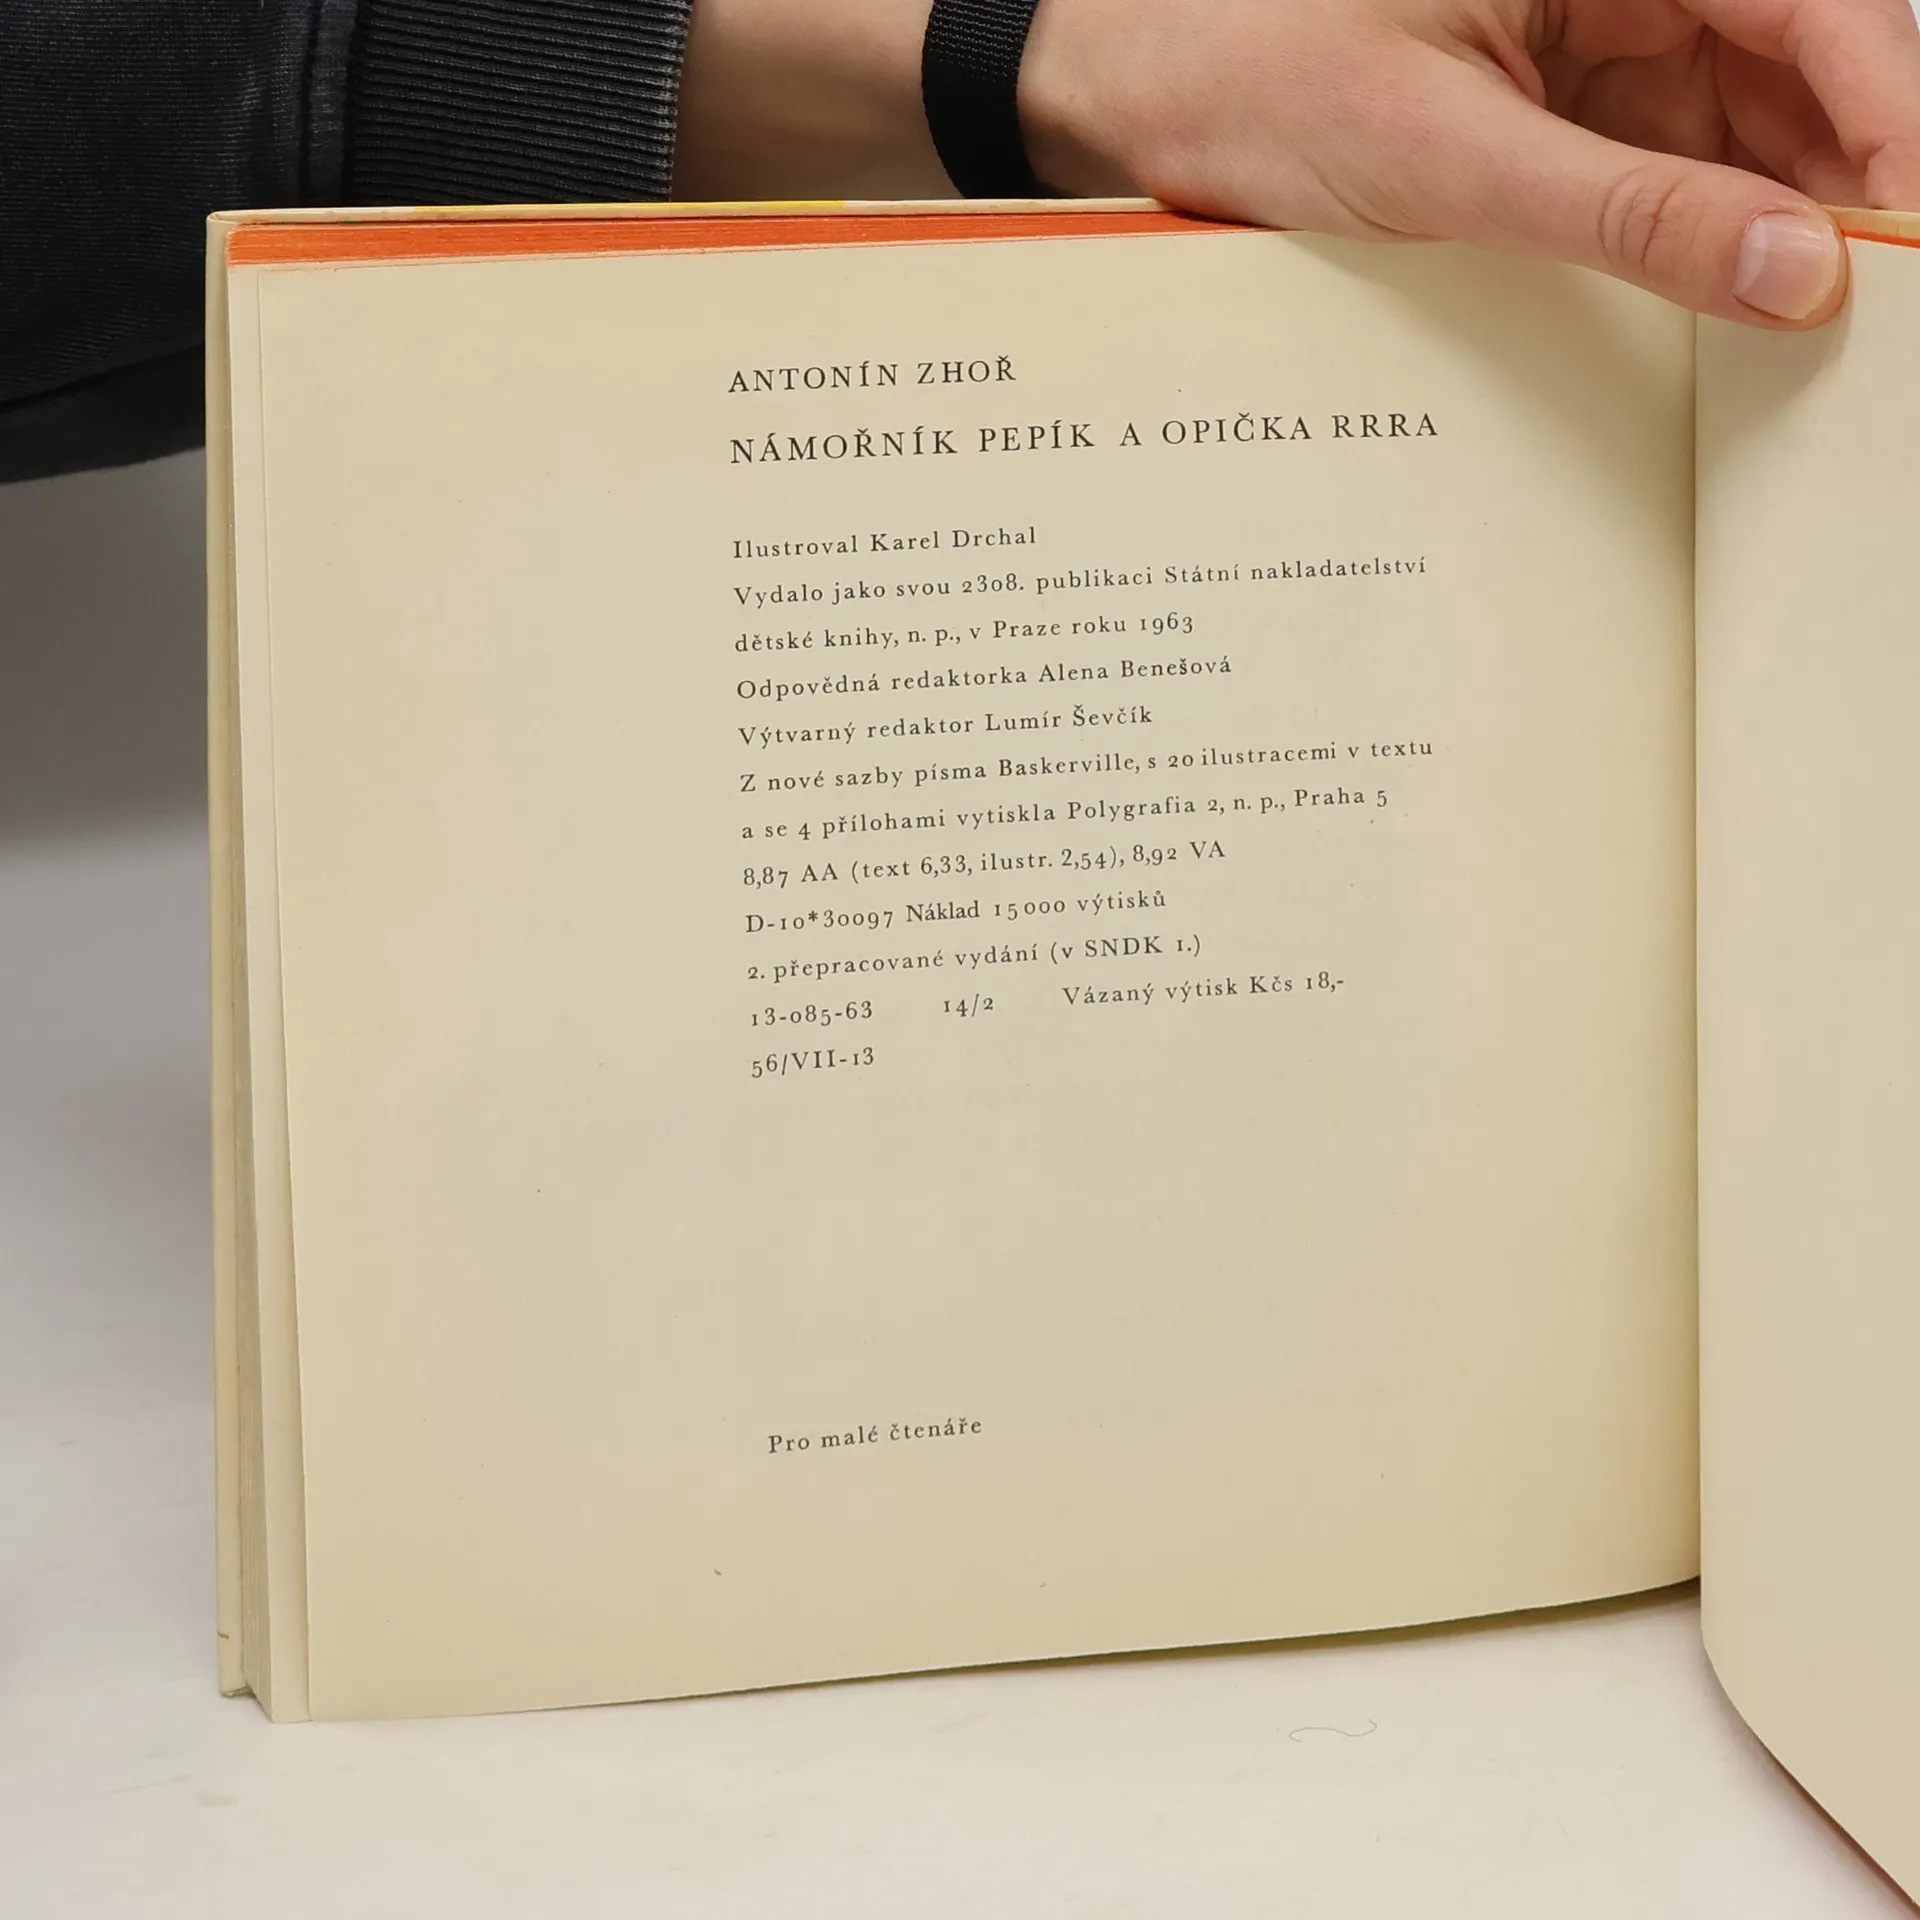 ANTONÍN ZHOŘ
NÁMOŘNÍK PEPÍK A OPIČKA RRRA
Ilustroval Karel Drchal
Vydalo jako svou 2308. publikaci Státní nakladatelství
dětské knihy, n. p., v Praze roku 1963
Odpovědná redaktorka Alena Benešová
Výtvarný redaktor Lumír Ševčík
Z nové sazby písma Baskerville, s 20 ilustracemi v textu
a se 4 přílohami vytiskla Polygrafia 2, n. p., Praha 5
8,87 AA (text 6,33, ilustr. 2,54), 8,92 VA
D-10*30097 Náklad 15000 výtisků
2. přepracované vydání (v SNDK 1.)
13-085-63 14/2 Vázaný výtisk Kčs 18,-
56/VII-13
Pro malé čtenáře